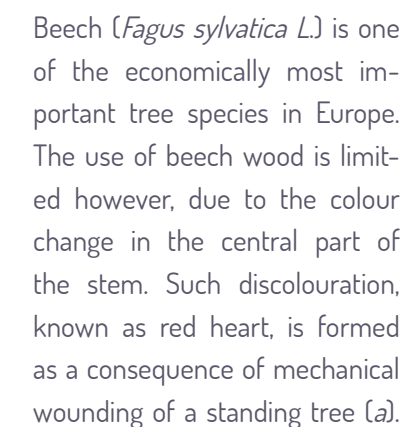 Beech (Fagus sylvatica L.) is one
of the economically most im-
portant tree species in Europe.
The use of beech wood is limit-
ed however, due to the colour
change in the central part of
the stem. Such discolouration,
known as red heart, is formed
as a consequence of mechanical
wounding of a standing tree (a).